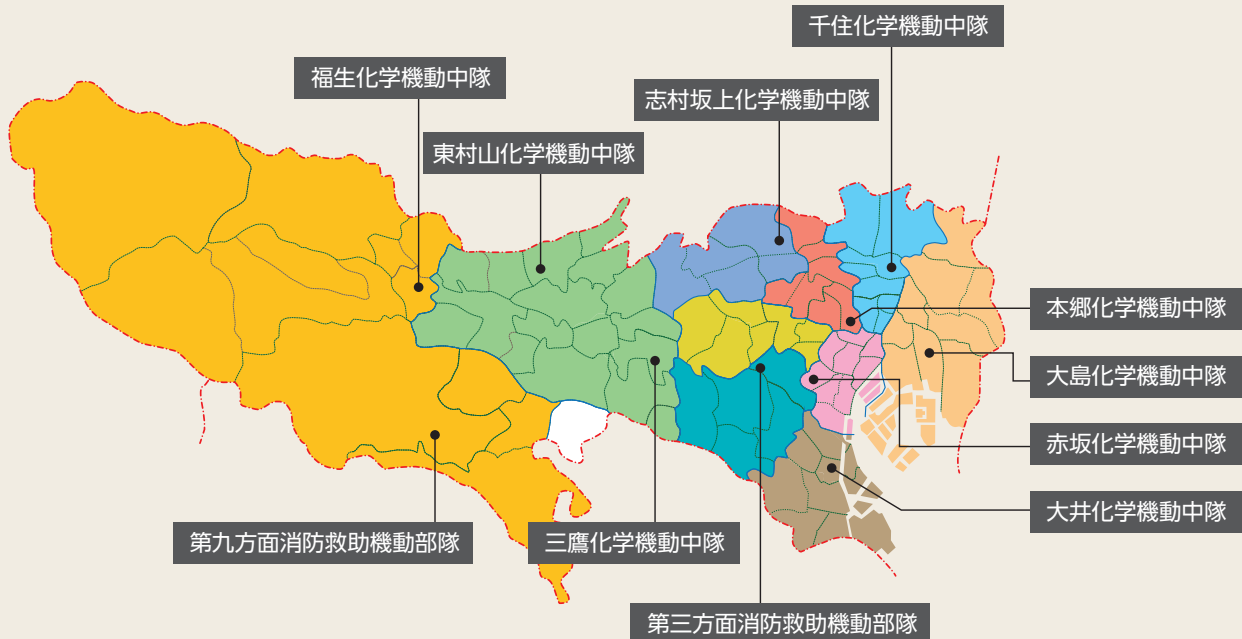 千住化学機動中隊
福生化学機動中隊
志村坂上化学機動中隊
東村山化学機動中隊
本郷化学機動中隊
大島化学機動中隊
赤坂化学機動中隊
大井化学機動中隊
第九方面消防救助機動部隊
三鷹化学機動中隊
第三方面消防救助機動部隊